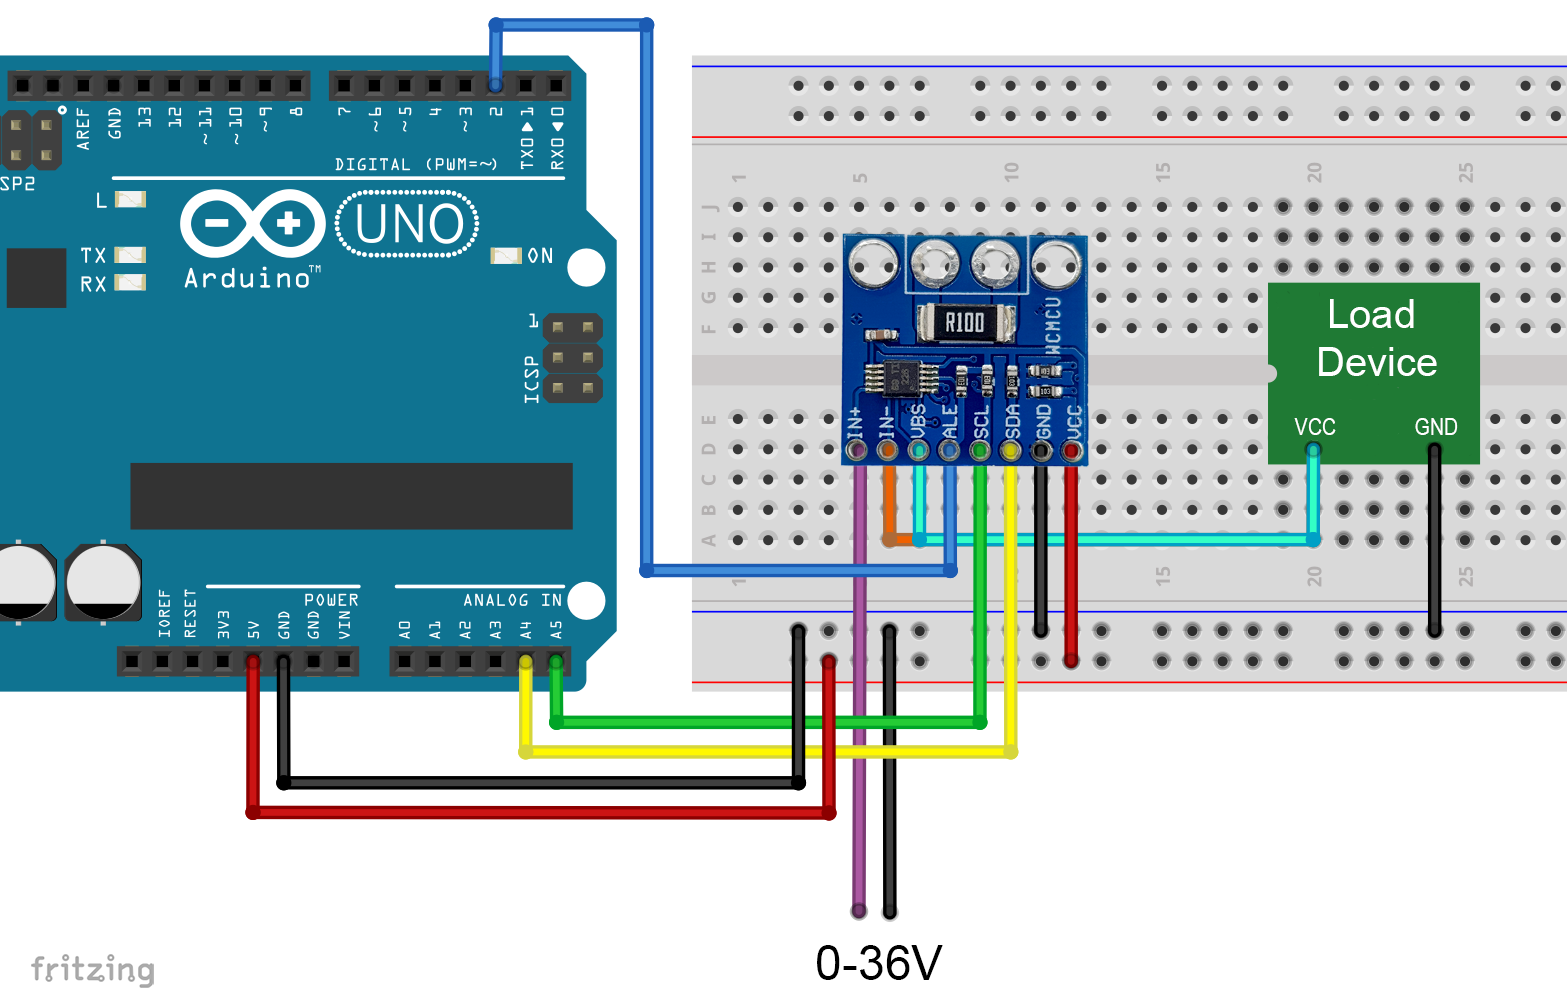 AREF
GND
13
12
~11
~10
~9
8
7
~6
~5
4
~3
2
TX0▶1
RX0◀0
DIGITAL (PWM=~)
SP2
L
TX
RX
UNO
ON
Arduino™
1
ICSP
POWER
ANALOG IN
IOREF
RESET
3V3
5V
GND
GND
VIN
A0
A1
A2
A3
A4
A5
1
5
10
15
20
25
J
I
H
G
F
E
D
C
B
A
R100
WCMCU
IN+
IN-
VBS
ALE
SCL
SDA
GND
VCC
Load
Device
VCC
GND
1
15
20
25
0-36V
fritzing